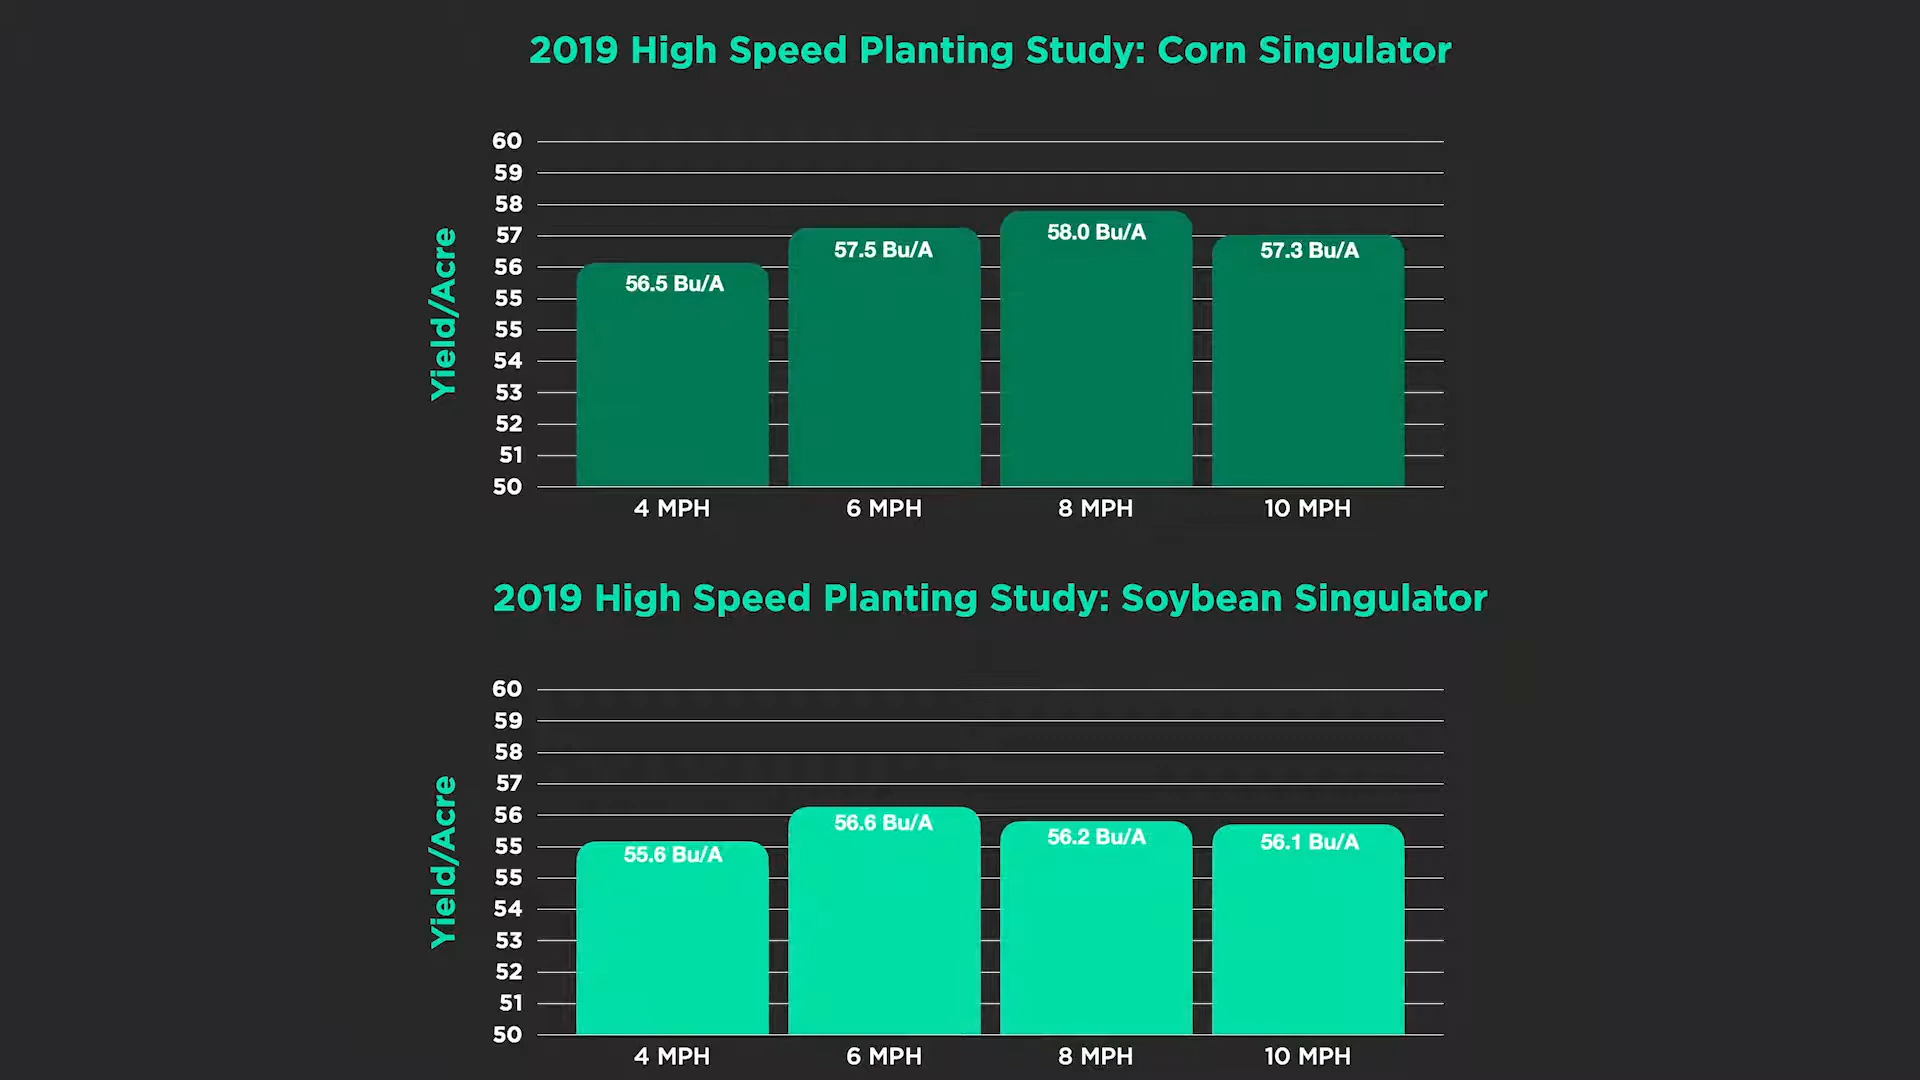 2019 High Speed Planting Study: Corn Singulator
Yield/Acre
60
59
58
57
56
55
55
54
53
52
51
50
56.5 Bu/A
57.5 Bu/A
58.0 Bu/A
57.3 Bu/A
4 MPH
6 MPH
8 MPH
10 MPH
2019 High Speed Planting Study: Soybean Singulator
Yield/Acre
60
59
58
57
56
55
55
54
53
52
51
50
55.6 Bu/A
56.6 Bu/A
56.2 Bu/A
56.1 Bu/A
4 MPH
6 MPH
8 MPH
10 MPH